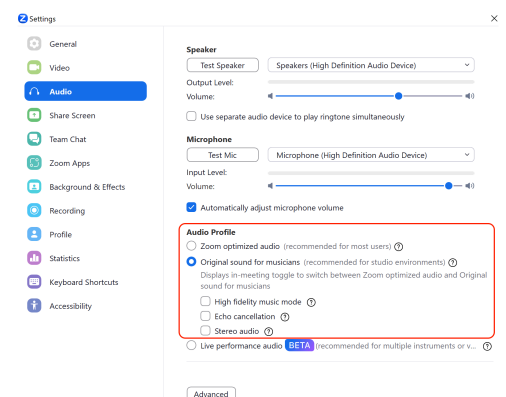 Settings
General
Video
Audio
Share Screen
Team Chat
Zoom Apps
Background & Effects
Recording
Profile
Statistics
Keyboard Shortcuts
Accessibility
Speaker
Test Speaker
Speakers (High Definition Audio Device)
Output Level:
Volume:
Use separate audio device to play ringtone simultaneously
Microphone
Test Mic
Microphone (High Definition Audio Device)
Input Level:
Volume:
Automatically adjust microphone volume
Audio Profile
Zoom optimized audio (recommended for most users)
Original sound for musicians (recommended for studio environments)
Displays in-meeting toggle to switch between Zoom optimized audio and Original
sound for musicians
High fidelity music mode
Echo cancellation
Stereo audio
Live performance audio BETA (recommended for multiple instruments or v...
Advanced